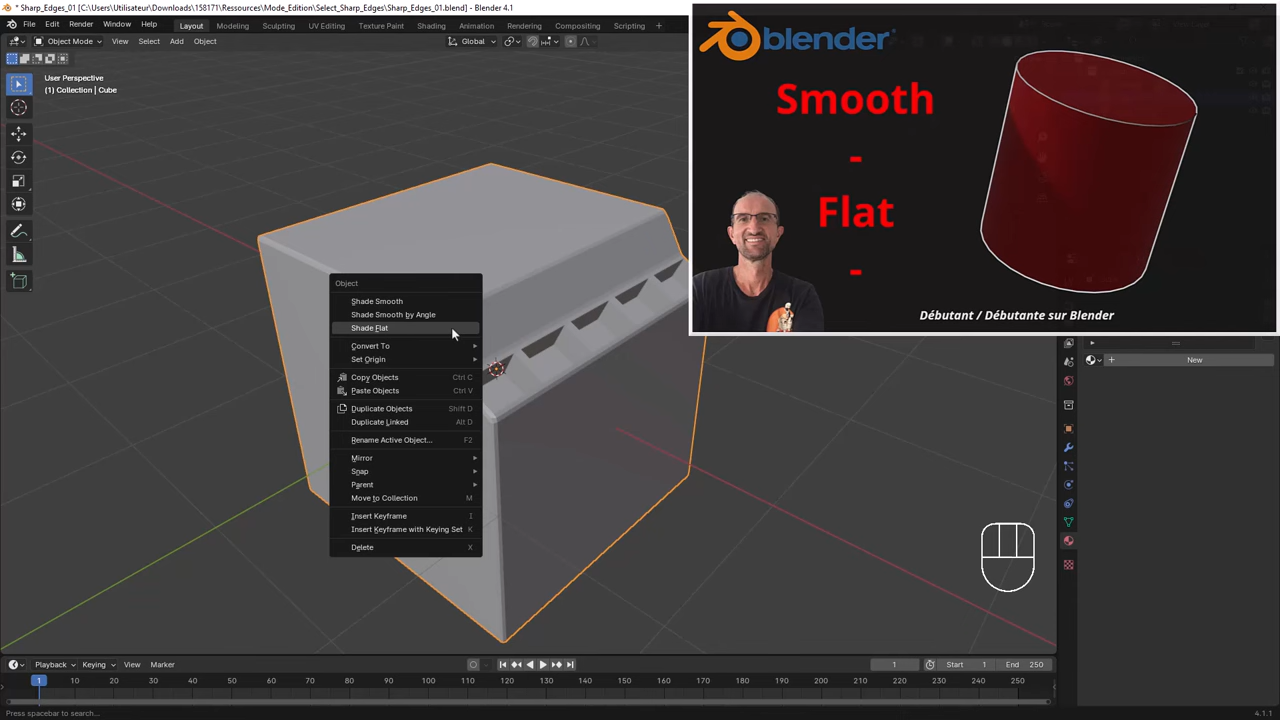 * Sharp_Edges_01 [C:\Users\Utilisateur\Downloads\158171\Ressources\Mode_Edition\Select_Sharp_Edges\Sharp_Edges_01.blend] - Blender 4.1
File Edit Render Window Help Layout Modeling Sculpting UV Editing Texture Paint Shading Animation Rendering Compositing Geometry Nodes Scripting
Object Mode View Select Add Object Global
User Perspective
(1) Collection | Cube
blender
Smooth
-
Flat
-
Débutant / Débutante sur Blender
Object
Shade Smooth
Shade Smooth by Angle
Shade Flat
Convert To
Set Origin
Copy Objects Ctrl C
Paste Objects Ctrl V
Duplicate Objects Shift D
Duplicate Linked Alt D
Rename Active Object... F2
Mirror
Snap
Parent
Move to Collection M
Insert Keyframe I
Insert Keyframe with Keying Set K
Delete X
New
Playback Keying View Marker 1 Start 1 End 250
1 10 20 30 40 50 60 70 80 90 100 110 120 130 140 150 160 170 180 190 200 210 220 230 240 250
Press spacebar to search...
4.1.1